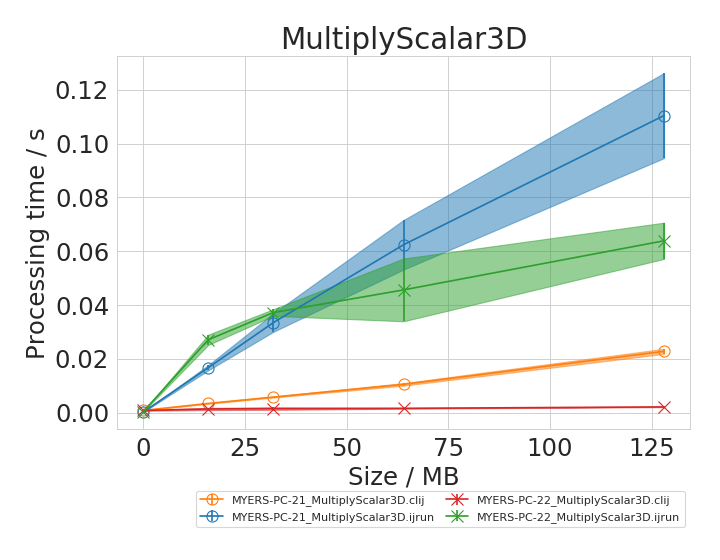 MultiplyScalar3D
Processing time / s
0.12
0.10
0.08
0.06
0.04
0.02
0.00
0 25 50 75 100 125
Size / MB
MYERS-PC-21_MultiplyScalar3D.clij MYERS-PC-22_MultiplyScalar3D.clij
MYERS-PC-21_MultiplyScalar3D.ijrun MYERS-PC-22_MultiplyScalar3D.ijrun